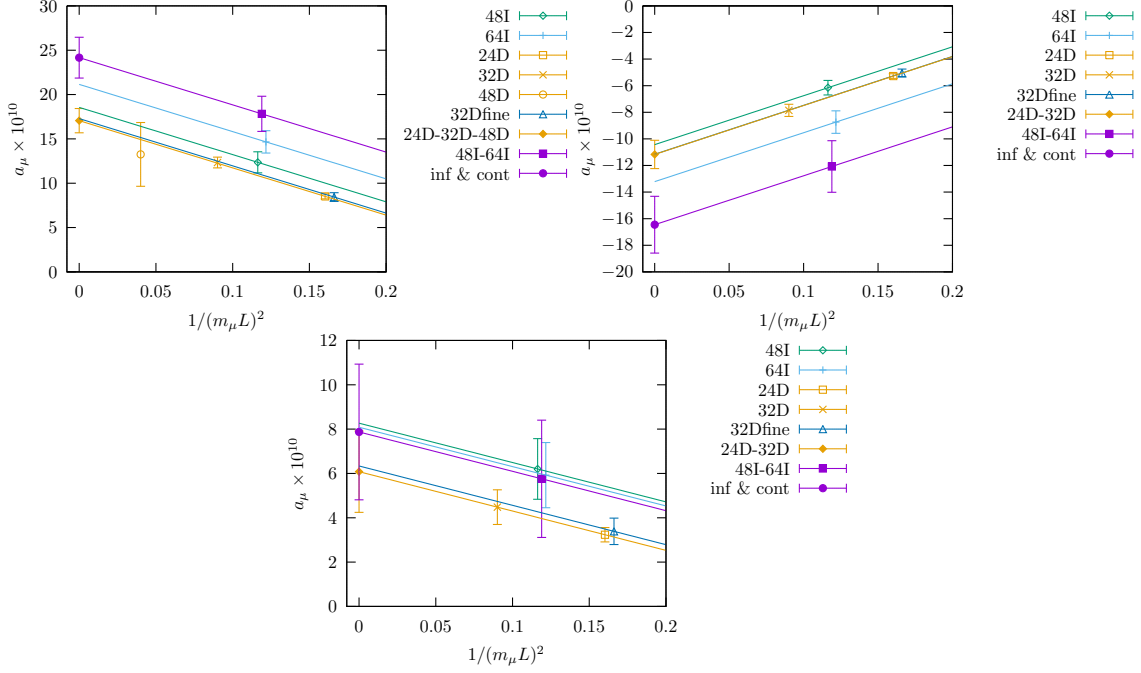 30
25
20
15
10
5
0
0
0.05
0.1
0.15
0.2
a_μ × 10^10
1/(m_μL)^2
48I
64I
24D
32D
48D
32Dfine
24D-32D-48D
48I-64I
inf & cont
0
−2
−4
−6
−8
−10
−12
−14
−16
−18
−20
0
0.05
0.1
0.15
0.2
a_μ × 10^10
1/(m_μL)^2
48I
64I
24D
32D
32Dfine
24D-32D
48I-64I
inf & cont
12
10
8
6
4
2
0
0
0.05
0.1
0.15
0.2
a_μ × 10^10
1/(m_μL)^2
48I
64I
24D
32D
32Dfine
24D-32D
48I-64I
inf & cont